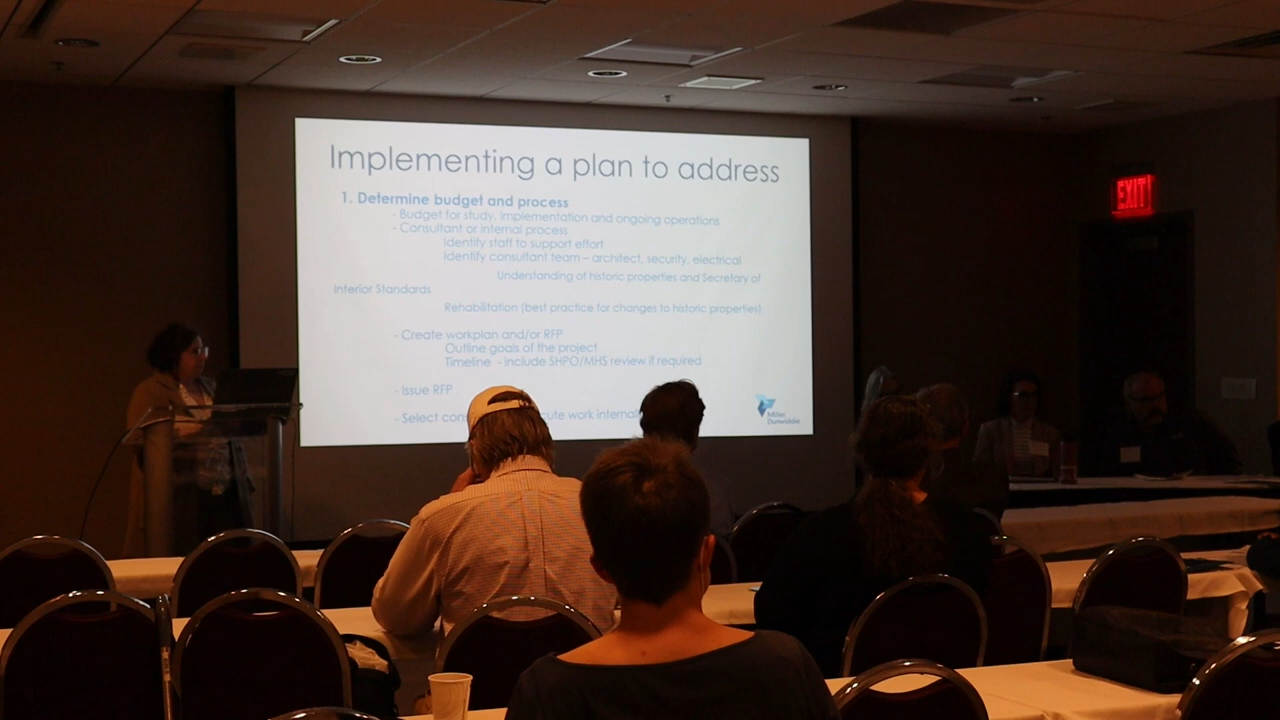 Implementing a plan to address
1. Determine budget and process
- Budget for study, implementation and ongoing operations
- Consultant or internal process
Identify staff to support effort
Identify consultant team – architect, security, electrical
Understanding of historic properties and Secretary of
Interior Standards
Rehabilitation (best practice for changes to historic properties)
- Create workplan and/or RFP
Outline goals of the project
Timeline - include SHPO/MHS review if required
- Issue RFP
- Select work
Miller
Dunwiddie
EXIT